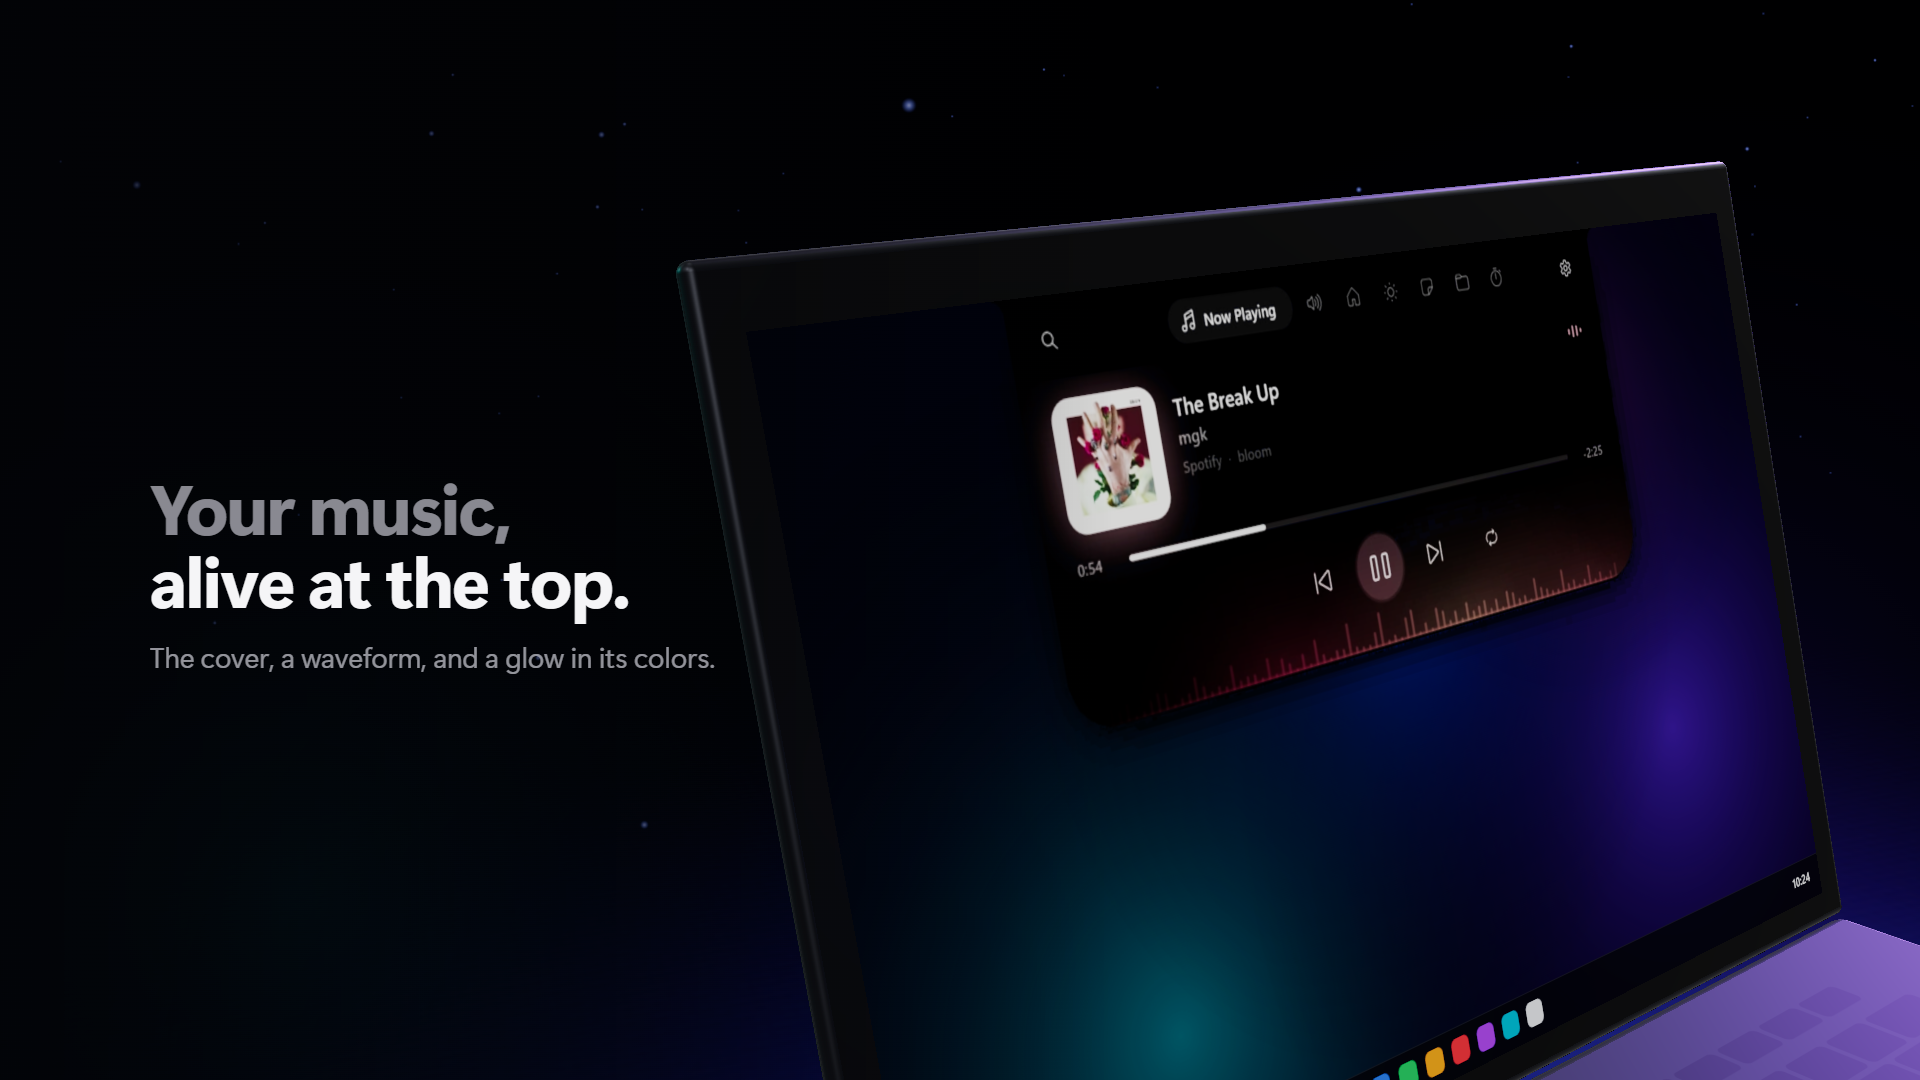 Your music,
alive at the top.
The cover, a waveform, and a glow in its colors.
Now Playing
The Break Up
mgk
Spotify · bloom
0:54
-2:25
10:24